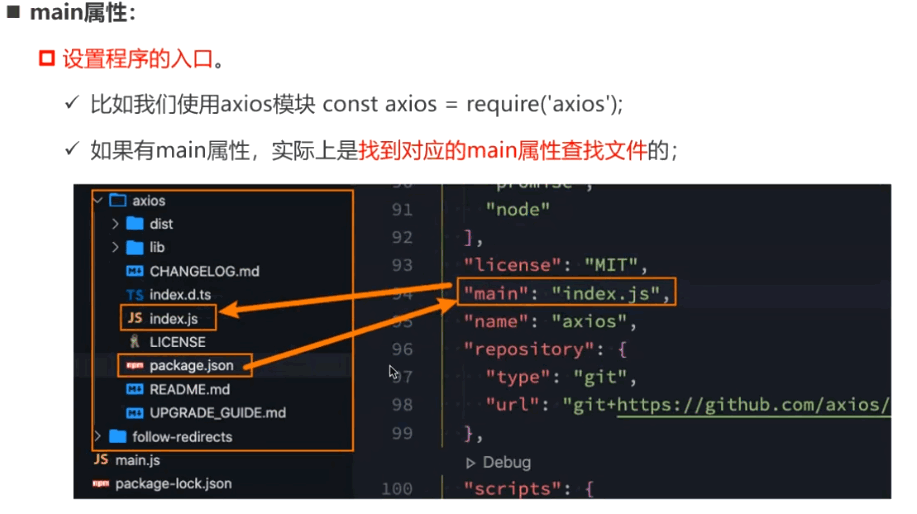 main属性：
设置程序的入口。
比如我们使用axios模块 const axios = require('axios');
如果有main属性，实际上是找到对应的main属性查找文件的；
axios
dist
lib
CHANGELOG.md
TS index.d.ts
JS index.js
LICENSE
package.json
README.md
UPGRADE_GUIDE.md
follow-redirects
JS main.js
package-lock.json
91 "node"
92 ],
93 "license": "MIT",
94 "main": "index.js",
95 "name": "axios",
96 "repository": {
97 "type": "git",
98 "url": "git+https://github.com/axios/
99 },
Debug
100 "scripts": {